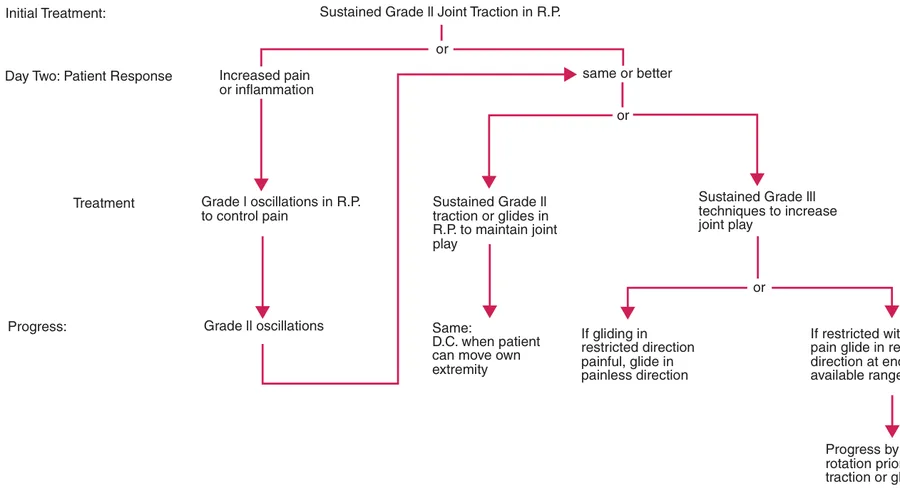 Initial Treatment:
Sustained Grade II Joint Traction in R.P.
or
Day Two: Patient Response
Increased pain
or inflammation
same or better
or
Treatment
Grade I oscillations in R.P.
to control pain
Sustained Grade II
traction or glides in
R.P. to maintain joint
play
Sustained Grade III
techniques to increase
joint play
or
Progress:
Grade II oscillations
Same:
D.C. when patient
can move own
extremity
If gliding in
restricted direction
painful, glide in
painless direction
If restricted
pain glide in
direction at
available range
Progress by
rotation
traction or